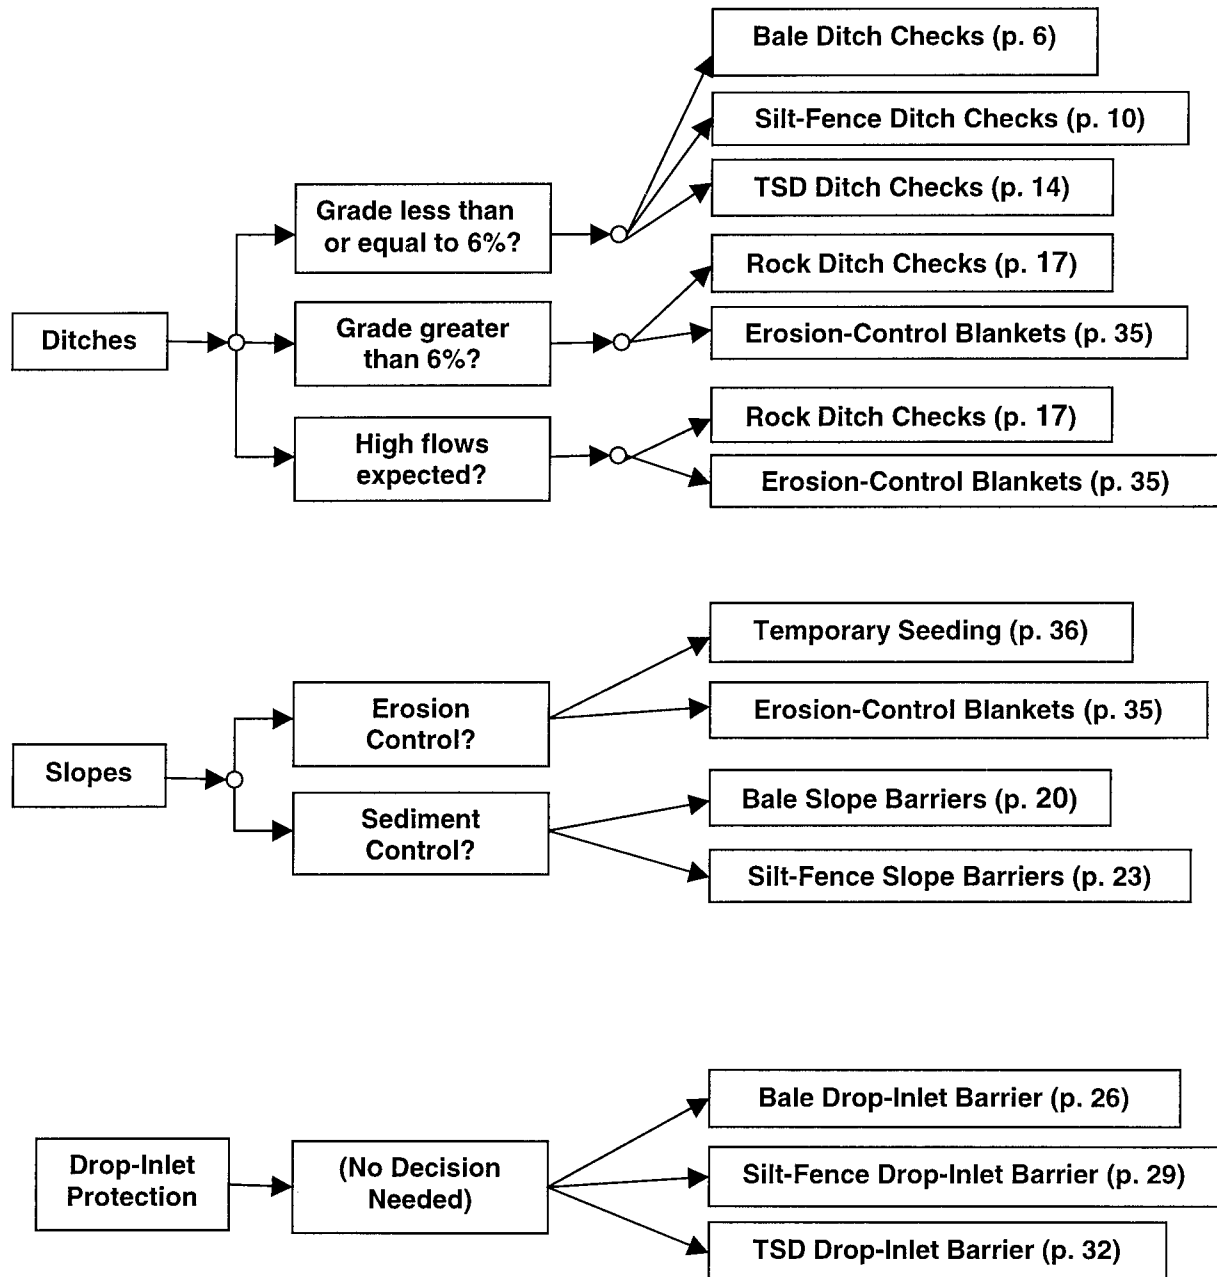 Bale Ditch Checks (p. 6)
Silt-Fence Ditch Checks (p. 10)
TSD Ditch Checks (p. 14)
Grade less than
or equal to 6%?
Rock Ditch Checks (p. 17)
Ditches
Grade greater
than 6%?
Erosion-Control Blankets (p. 35)
High flows
expected?
Rock Ditch Checks (p. 17)
Erosion-Control Blankets (p. 35)
Temporary Seeding (p. 36)
Erosion
Control?
Erosion-Control Blankets (p. 35)
Slopes
Sediment
Control?
Bale Slope Barriers (p. 20)
Silt-Fence Slope Barriers (p. 23)
Bale Drop-Inlet Barrier (p. 26)
Drop-Inlet
Protection
(No Decision
Needed)
Silt-Fence Drop-Inlet Barrier (p. 29)
TSD Drop-Inlet Barrier (p. 32)